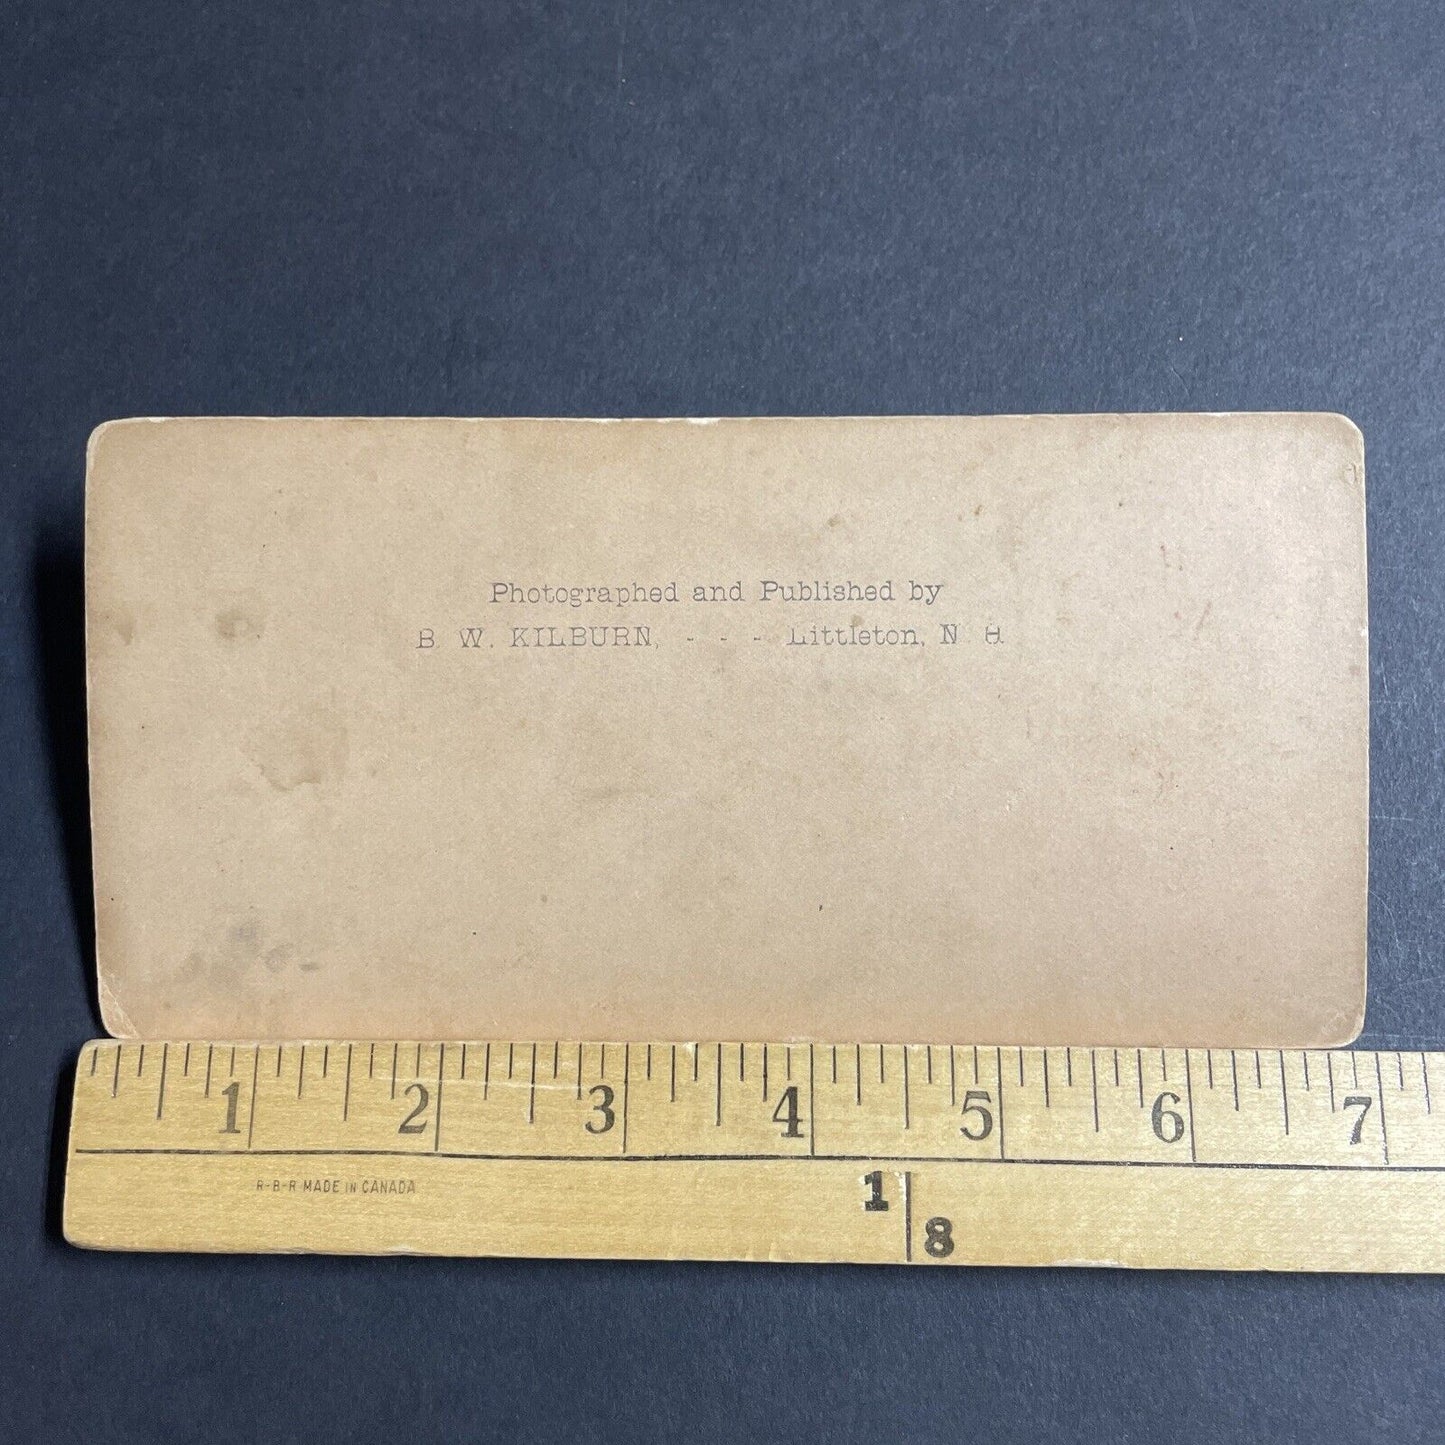 Photographed and Published by
B. W. KILBURN, - - - Littleton, N. H.
1 2 3 4 5 6 7
R-B-R MADE IN CANADA
1
8